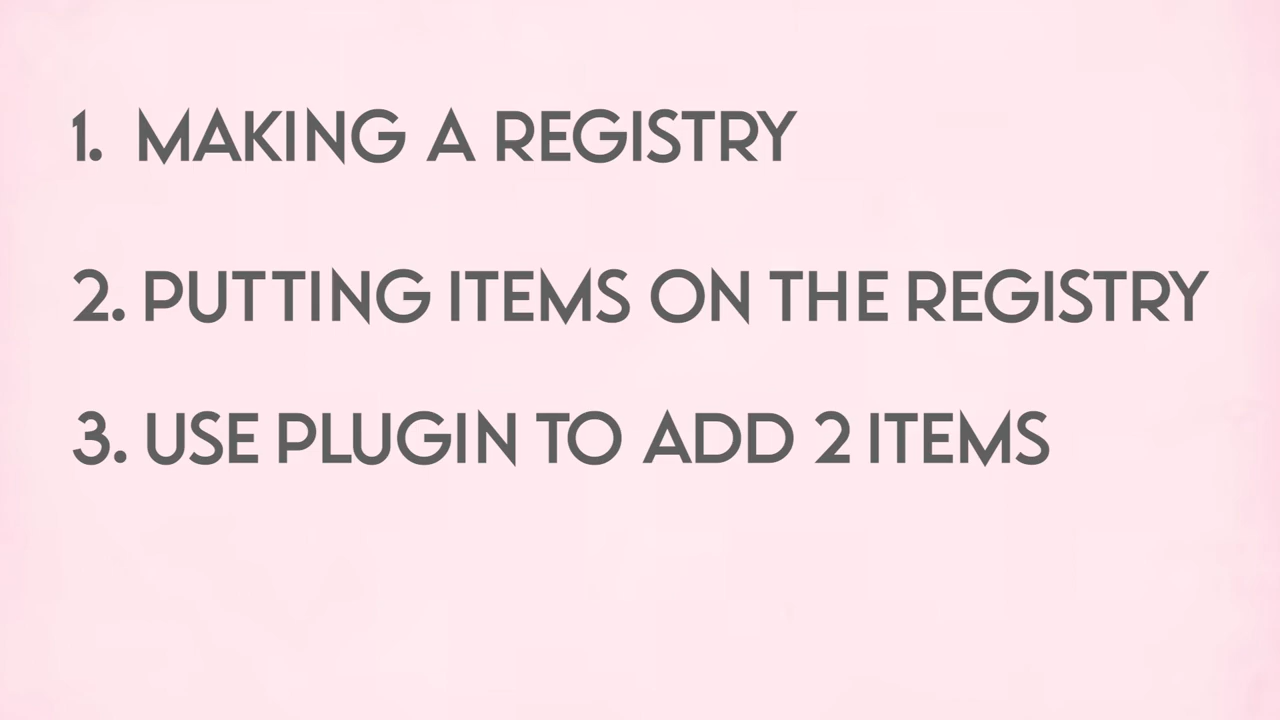 1. MAKING A REGISTRY
2. PUTTING ITEMS ON THE REGISTRY
3. USE PLUGIN TO ADD 2 ITEMS